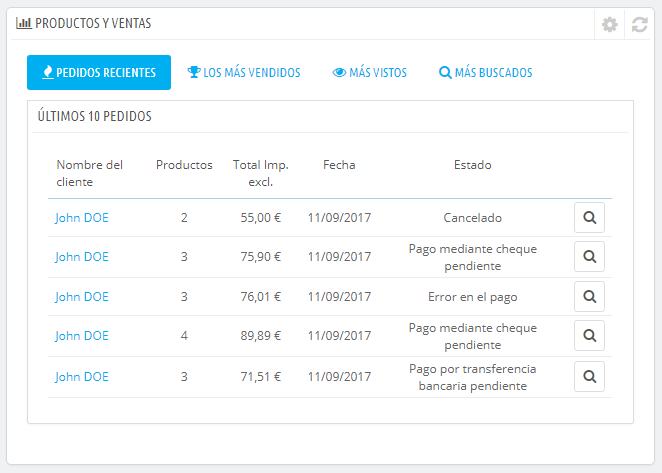 PRODUCTOS Y VENTAS
PEDIDOS RECIENTES LOS MÁS VENDIDOS MÁS VISTOS MÁS BUSCADOS
ÚLTIMOS 10 PEDIDOS
Nombre del cliente Productos Total Imp. excl. Fecha Estado
John DOE 2 55,00 € 11/09/2017 Cancelado
John DOE 3 75,90 € 11/09/2017 Pago mediante cheque pendiente
John DOE 3 76,01 € 11/09/2017 Error en el pago
John DOE 4 89,89 € 11/09/2017 Pago mediante cheque pendiente
John DOE 3 71,51 € 11/09/2017 Pago por transferencia bancaria pendiente